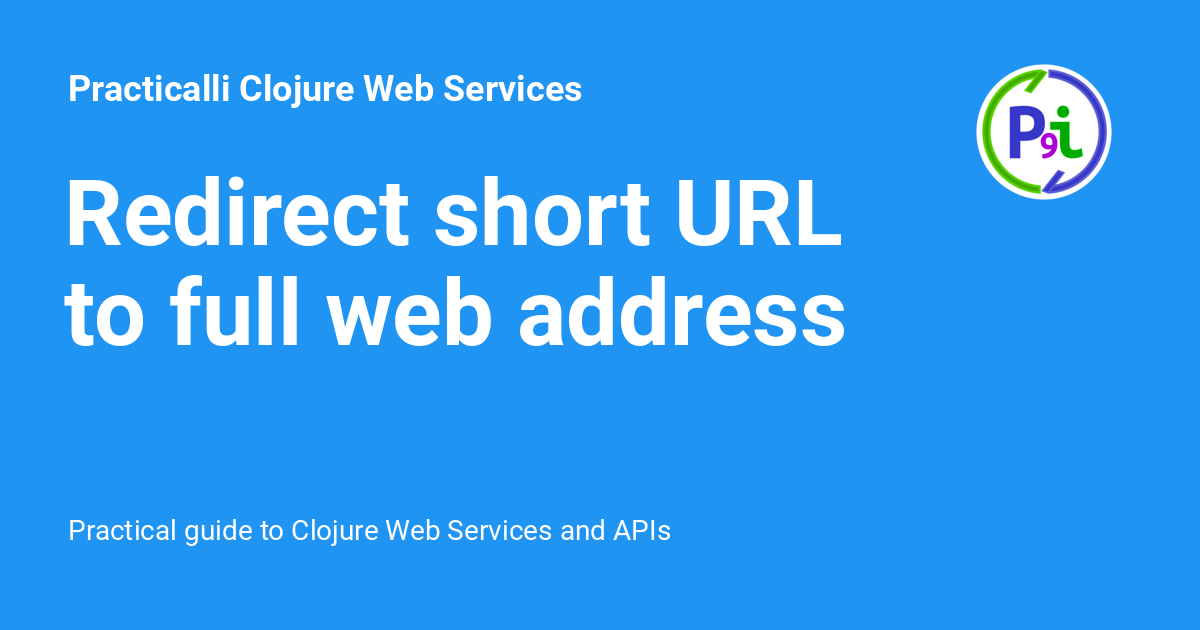 Practicalli Clojure Web Services
P9i
Redirect short URL
to full web address
Practical guide to Clojure Web Services and APIs